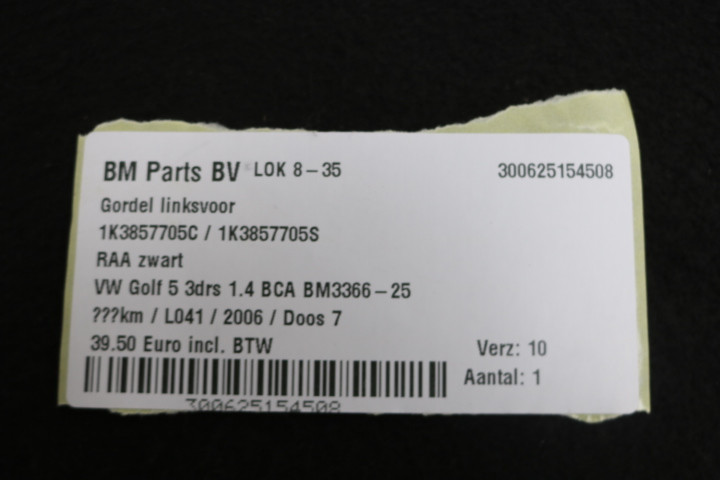 BM Parts BV LOK 8-35 300625154508
Gordel linksvoor
1K3857705C / 1K3857705S
RAA zwart
VW Golf 5 3drs 1.4 BCA BM3366-25
???km / L041 / 2006 / Doos 7
39.50 Euro incl. BTW Verz: 10
Aantal: 1
300625154508